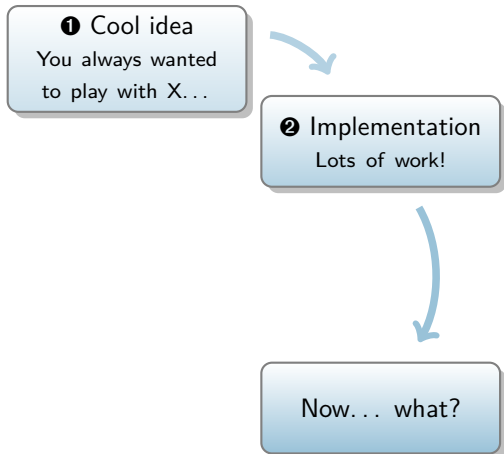 ❶ Cool idea
You always wanted
to play with X...
❷ Implementation
Lots of work!
Now... what?